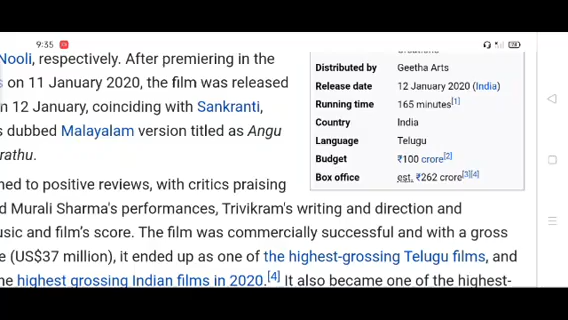 9:35
78
Nooli, respectively. After premiering in the
on 11 January 2020, the film was released
n 12 January, coinciding with Sankranti,
s dubbed Malayalam version titled as Angu
rathu.
Creations
Distributed by Geetha Arts
Release date 12 January 2020 (India)
Running time 165 minutes[1]
Country India
Language Telugu
Budget ₹100 crore[2]
Box office est. ₹262 crore[3][4]
ned to positive reviews, with critics praising
d Murali Sharma's performances, Trivikram's writing and direction and
usic and film's score. The film was commercially successful and with a gross
e (US$37 million), it ended up as one of the highest-grossing Telugu films, and
ne highest grossing Indian films in 2020.[4] It also became one of the highest-